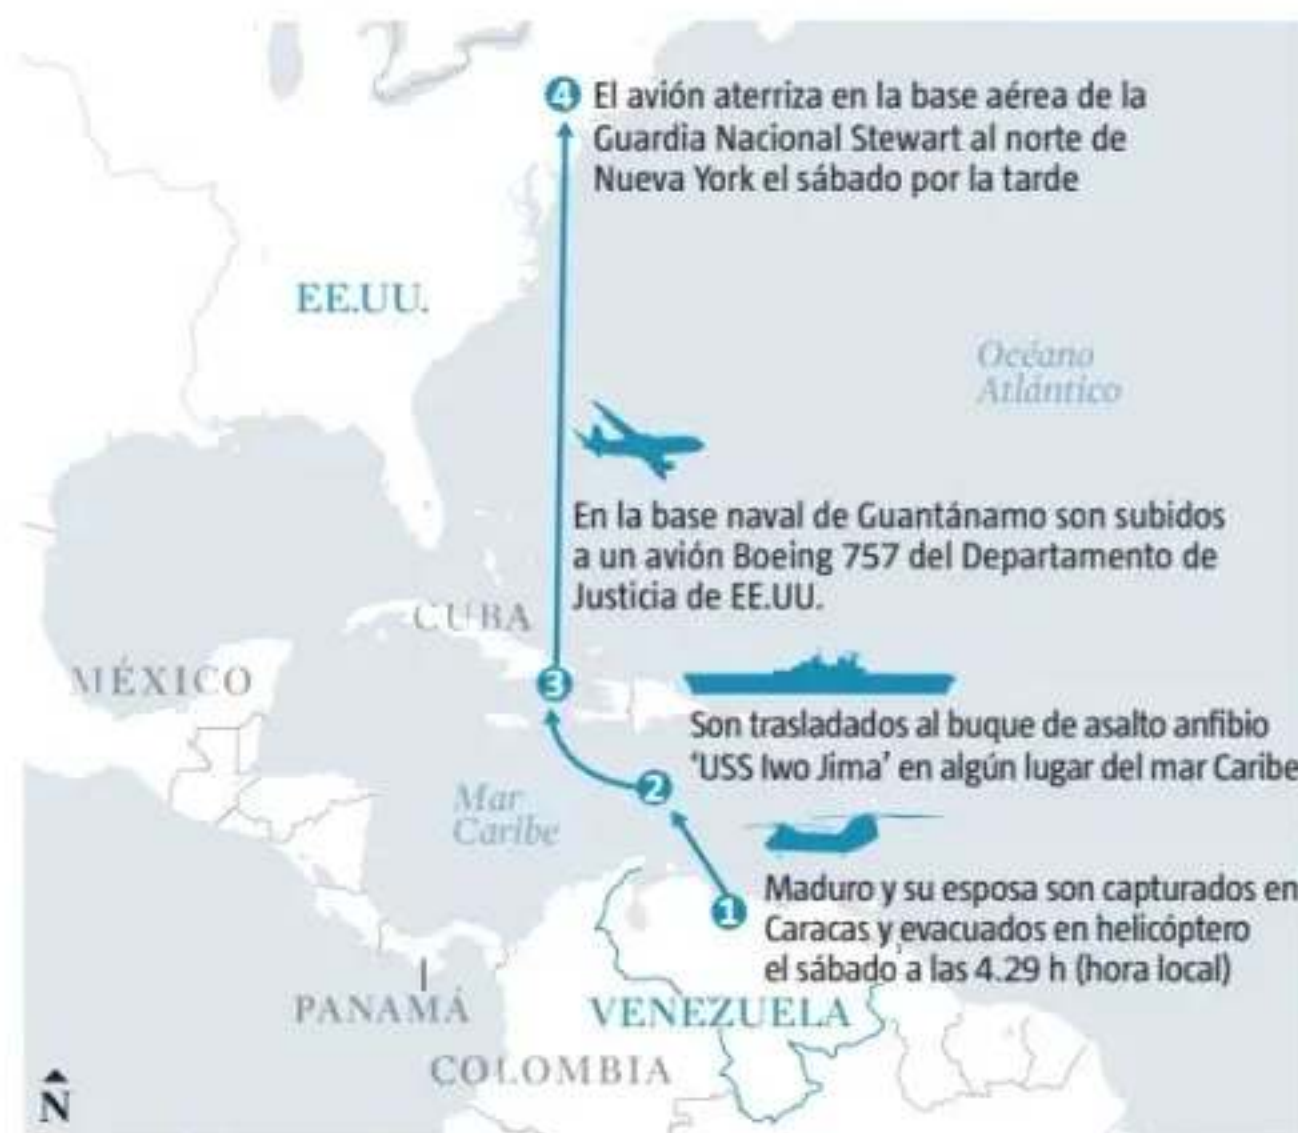 4 El avión aterriza en la base aérea de la
Guardia Nacional Stewart al norte de
Nueva York el sábado por la tarde
EE.UU.
Océano
Atlántico
En la base naval de Guantánamo son subidos
a un avión Boeing 757 del Departamento de
Justicia de EE.UU.
CUBA
MÉXICO
3
Son trasladados al buque de asalto anfibio
‘USS Iwo Jima’ en algún lugar del mar Caribe
2
Mar
Caribe
1
Maduro y su esposa son capturados en
Caracas y evacuados en helicóptero
el sábado a las 4.29 h (hora local)
PANAMÁ
VENEZUELA
COLOMBIA
N